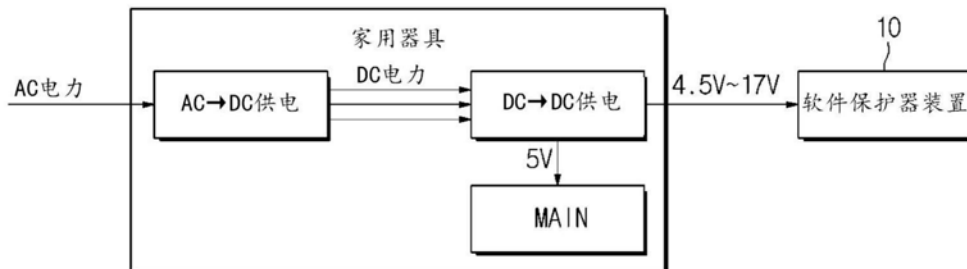 家用器具
10
AC电力
AC→DC供电
DC电力
DC→DC供电
4.5V~17V
软件保护器装置
5V
MAIN